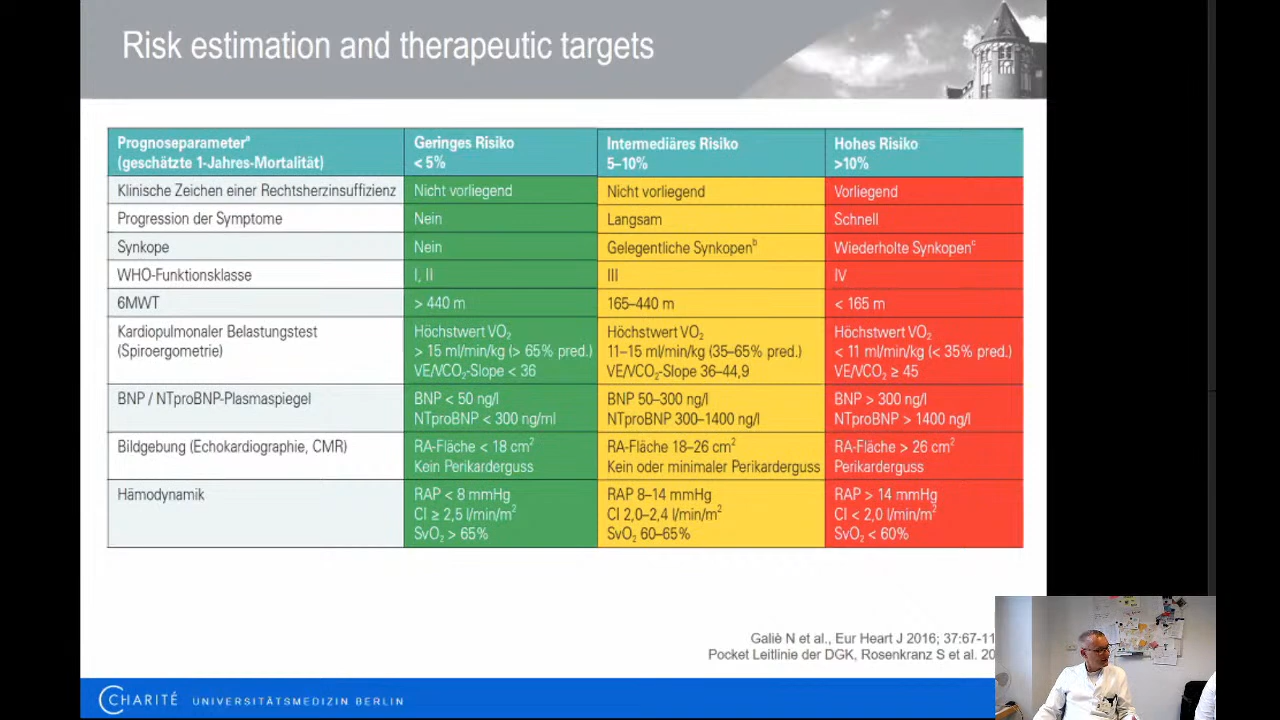 Risk estimation and therapeutic targets
Prognoseparameterᵃ
(geschätzte 1-Jahres-Mortalität)
Geringes Risiko
< 5%
Intermediäres Risiko
5–10%
Hohes Risiko
>10%
Klinische Zeichen einer Rechtsherzinsuffizienz
Nicht vorliegend
Nicht vorliegend
Vorliegend
Progression der Symptome
Nein
Langsam
Schnell
Synkope
Nein
Gelegentliche Synkopenᵇ
Wiederholte Synkopenᶜ
WHO-Funktionsklasse
I, II
III
IV
6MWT
> 440 m
165–440 m
< 165 m
Kardiopulmonaler Belastungstest
(Spiroergometrie)
Höchstwert VO₂
> 15 ml/min/kg (> 65% pred.)
VE/VCO₂-Slope < 36
Höchstwert VO₂
11–15 ml/min/kg (35–65% pred.)
VE/VCO₂-Slope 36–44,9
Höchstwert VO₂
< 11 ml/min/kg (< 35% pred.)
VE/VCO₂ ≥ 45
BNP / NTproBNP-Plasmaspiegel
BNP < 50 ng/l
NTproBNP < 300 ng/ml
BNP 50–300 ng/l
NTproBNP 300–1400 ng/l
BNP > 300 ng/l
NTproBNP > 1400 ng/l
Bildgebung (Echokardiographie, CMR)
RA-Fläche < 18 cm²
Kein Perikarderguss
RA-Fläche 18–26 cm²
Kein oder minimaler Perikarderguss
RA-Fläche > 26 cm²
Perikarderguss
Hämodynamik
RAP < 8 mmHg
CI ≥ 2,5 l/min/m²
SvO₂ > 65%
RAP 8–14 mmHg
CI 2,0–2,4 l/min/m²
SvO₂ 60–65%
RAP > 14 mmHg
CI < 2,0 l/min/m²
SvO₂ < 60%
Galiè N et al., Eur Heart J 2016; 37:67-11
Pocket Leitlinie der DGK, Rosenkranz S et al. 20
CHARITÉ UNIVERSITÄTSMEDIZIN BERLIN